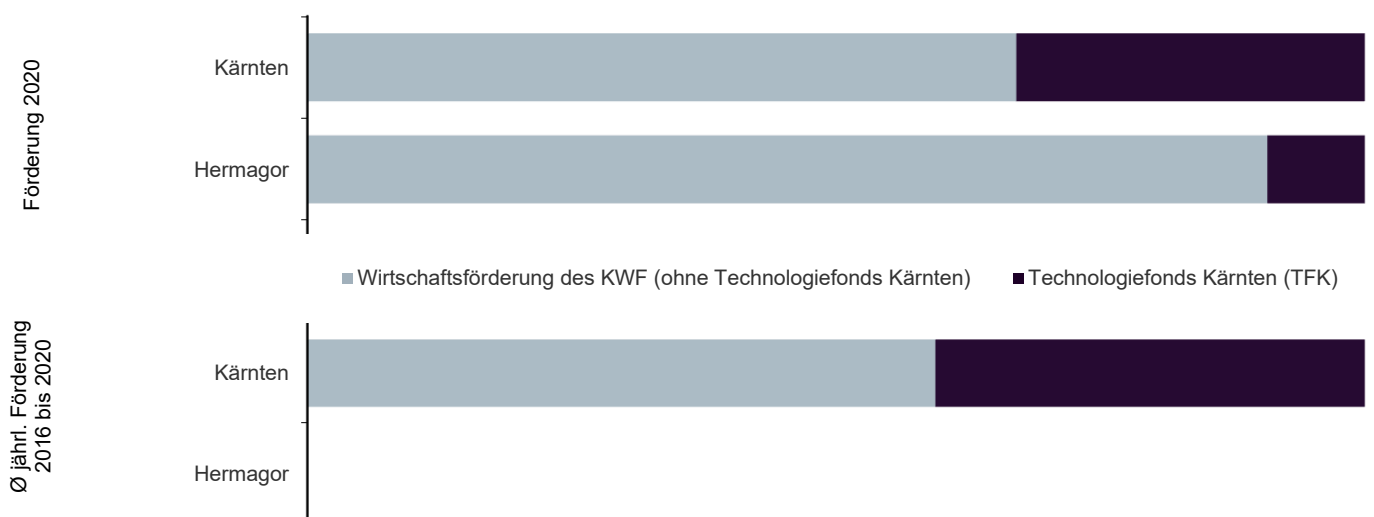 Förderung 2020
Kärnten
Hermagor
Wirtschaftsförderung des KWF (ohne Technologiefonds Kärnten)
Technologiefonds Kärnten (TFK)
Ø jährl. Förderung
2016 bis 2020
Kärnten
Hermagor